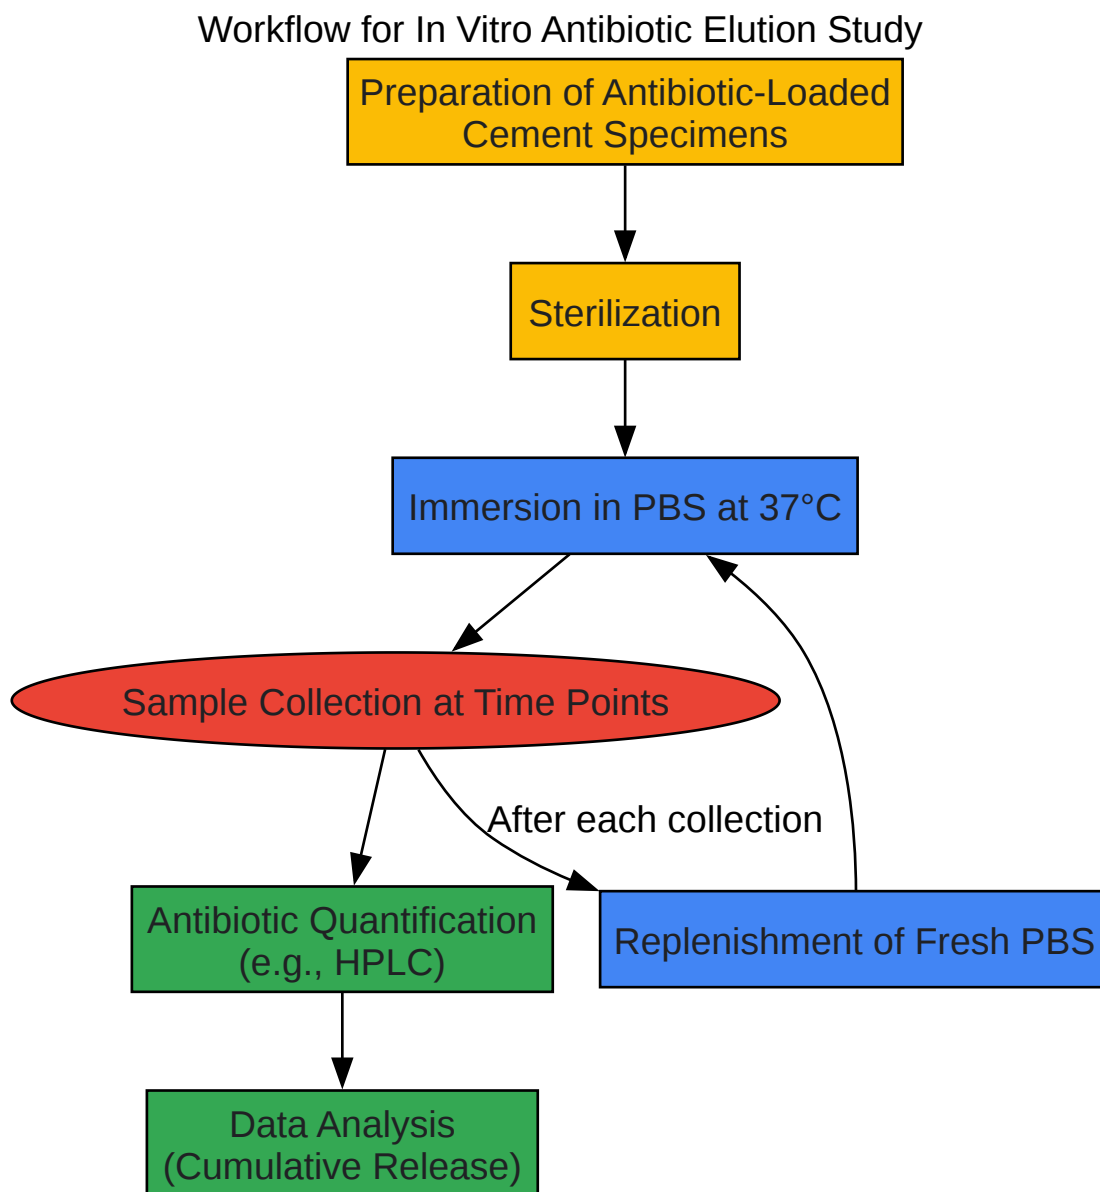 Workflow for In Vitro Antibiotic Elution Study
Preparation of Antibiotic-Loaded
Cement Specimens
Sterilization
Immersion in PBS at 37°C
Sample Collection at Time Points
After each collection
Antibiotic Quantification
(e.g., HPLC)
Replenishment of Fresh PBS
Data Analysis
(Cumulative Release)